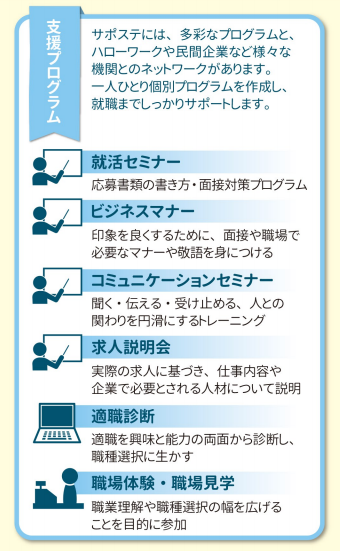 支援プログラム
サポステには、多彩なプログラムと、
ハローワークや民間企業など様々な
機関とのネットワークがあります。
一人ひとり個別プログラムを作成し、
就職までしっかりサポートします。
就活セミナー
応募書類の書き方・面接対策プログラム
ビジネスマナー
印象を良くするために、面接や職場で
必要なマナーや敬語を身につける
コミュニケーションセミナー
聞く・伝える・受け止める、人との
関わりを円滑にするトレーニング
求人説明会
実際の求人に基づき、仕事内容や
企業で必要とされる人材について説明
適職診断
適職を興味と能力の両面から診断し、
職種選択に生かす
職場体験・職場見学
職業理解や職種選択の幅を広げる
ことを目的に参加